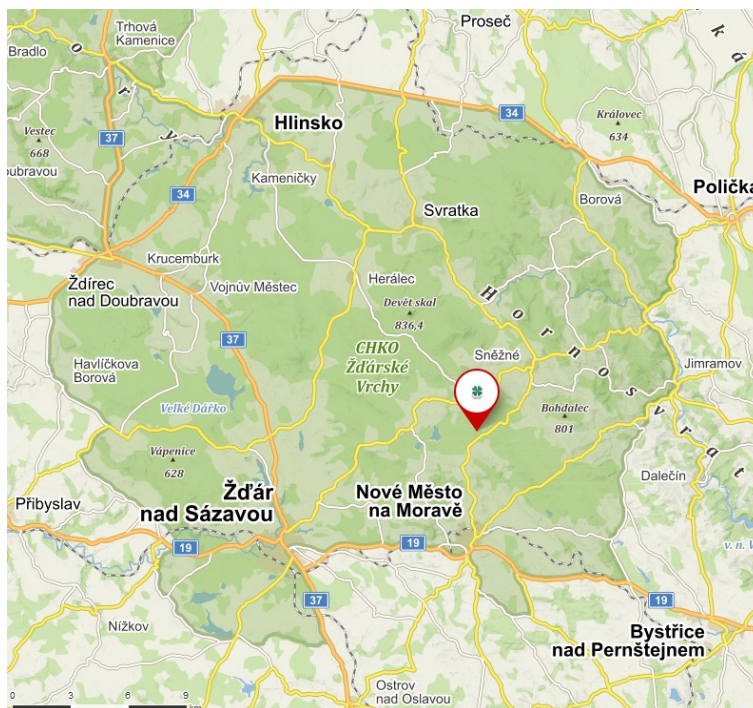 Trhová
Kamenice
Proseč
Bradlo
Hlinsko
34
37
Královec
634
Vestec
668
oubravou
Kameničky
34
Borová
Polička
Svratka
Krucemburk
Herálec
Vojnův Městec
Ždírec
nad Doubravou
Devět skal
836,4
Hornosvrat
37
CHKO
Žďárské
Vrchy
Sněžné
Jimramov
Havlíčkova
Borová
Velké Dářko
Bohdalec
801
Vápenice
628
Dalečín
Žďár
nad Sázavou
Nové Město
na Moravě
Přibyslav
19
19
v. n. V
37
19
Nížkov
Bystřice
nad Pernštejnem
Ostrov
nad Oslavou
0 3 6 9
km